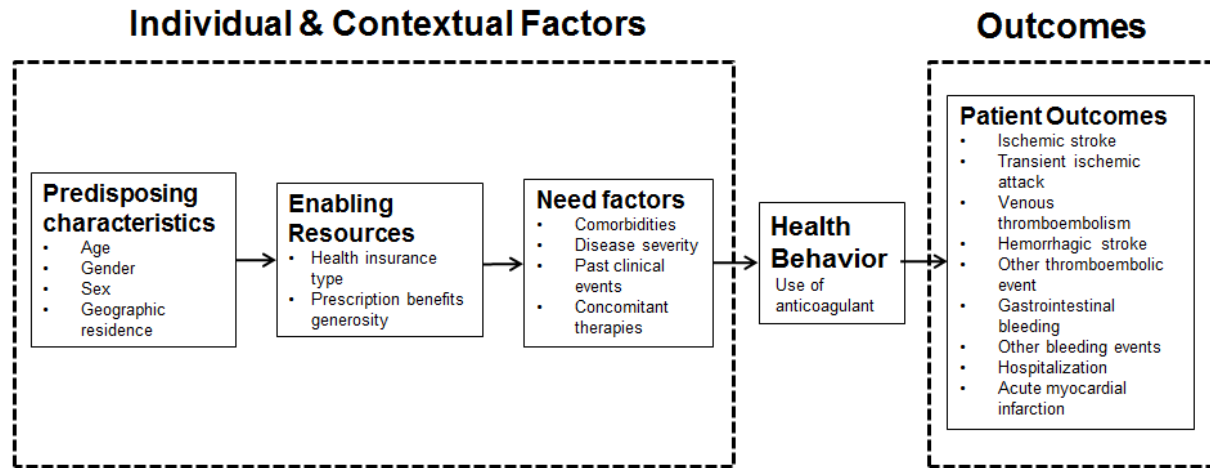 Individual & Contextual Factors
Outcomes
Predisposing
characteristics
• Age
• Gender
• Sex
• Geographic
residence
Enabling
Resources
• Health insurance
type
• Prescription benefits
generosity
Need factors
• Comorbidities
• Disease severity
• Past clinical
events
• Concomitant
therapies
Health
Behavior
Use of
anticoagulant
Patient Outcomes
• Ischemic stroke
• Transient ischemic
attack
• Venous
thromboembolism
• Hemorrhagic stroke
• Other thromboembolic
event
• Gastrointestinal
bleeding
• Other bleeding events
• Hospitalization
• Acute myocardial
infarction